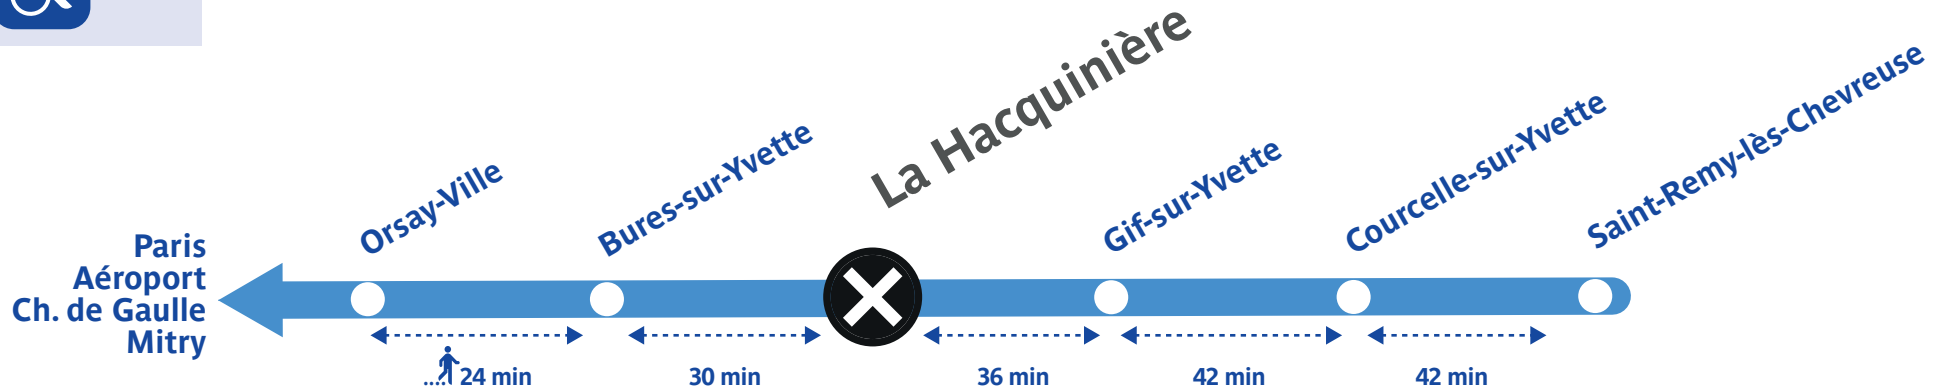 La Hacquinière
Orsay-Ville
Bures-sur-Yvette
Gif-sur-Yvette
Courcelle-sur-Yvette
Saint-Remy-lès-Chevreuse
Paris
Aéroport
Ch. de Gaulle
Mitry
24 min
30 min
36 min
42 min
42 min